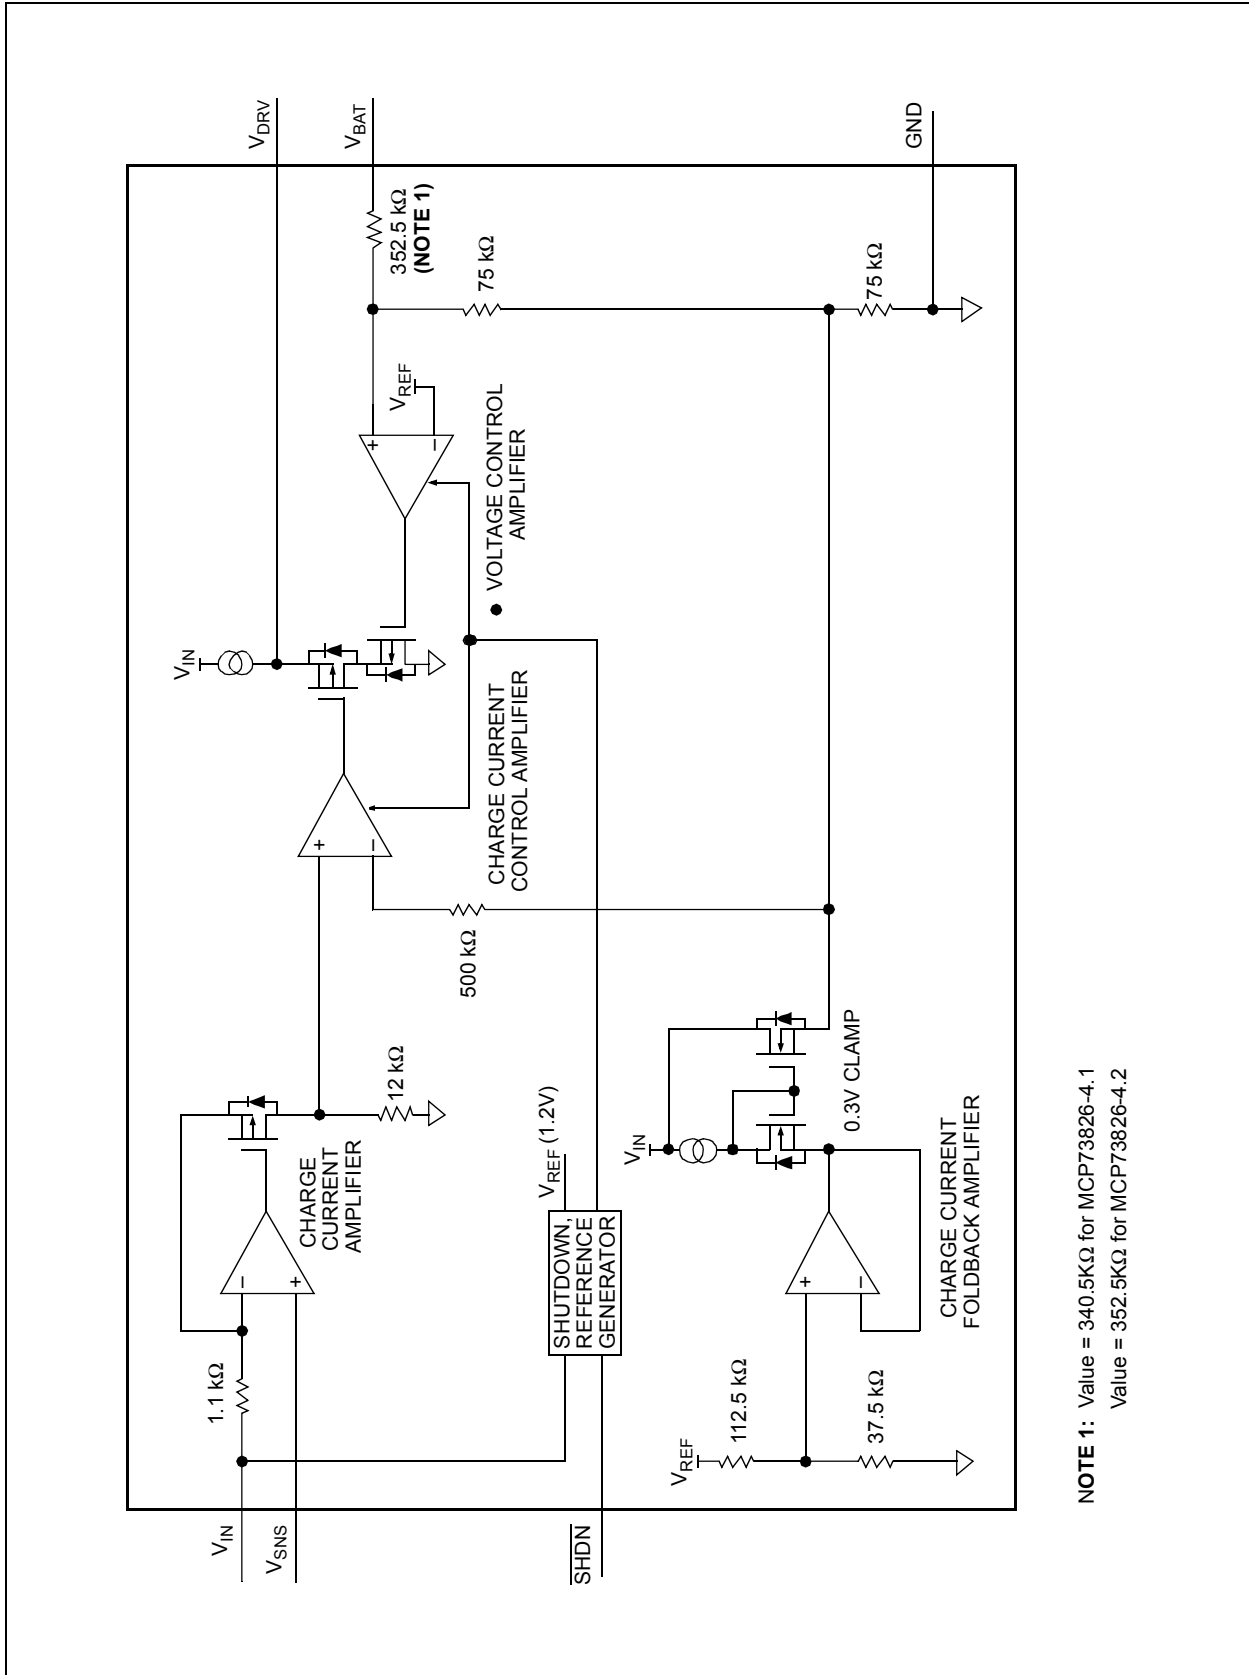 V_IN
V_SNS
SHDN
1.1 kΩ
–
+
CHARGE
CURRENT
AMPLIFIER
12 kΩ
+
–
CHARGE CURRENT
CONTROL AMPLIFIER
500 kΩ
V_IN
V_DRV
V_BAT
352.5 kΩ
(NOTE 1)
V_REF
+
–
VOLTAGE CONTROL
AMPLIFIER
75 kΩ
75 kΩ
GND
SHUTDOWN,
REFERENCE
GENERATOR
V_REF (1.2V)
V_REF
112.5 kΩ
37.5 kΩ
+
–
CHARGE CURRENT
FOLDBACK AMPLIFIER
V_IN
0.3V CLAMP
NOTE 1: Value = 340.5KΩ for MCP73826-4.1
Value = 352.5KΩ for MCP73826-4.2